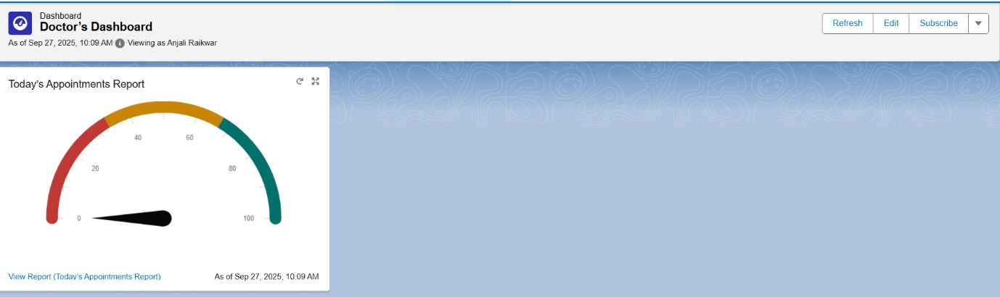 Dashboard
Doctor's Dashboard
Refresh
Edit
Subscribe
As of Sep 27, 2025, 10:09 AM Viewing as Anjali Raikwar
Today's Appointments Report
40
60
20
80
0
100
View Report (Today's Appointments Report)
As of Sep 27, 2025, 10:09 AM